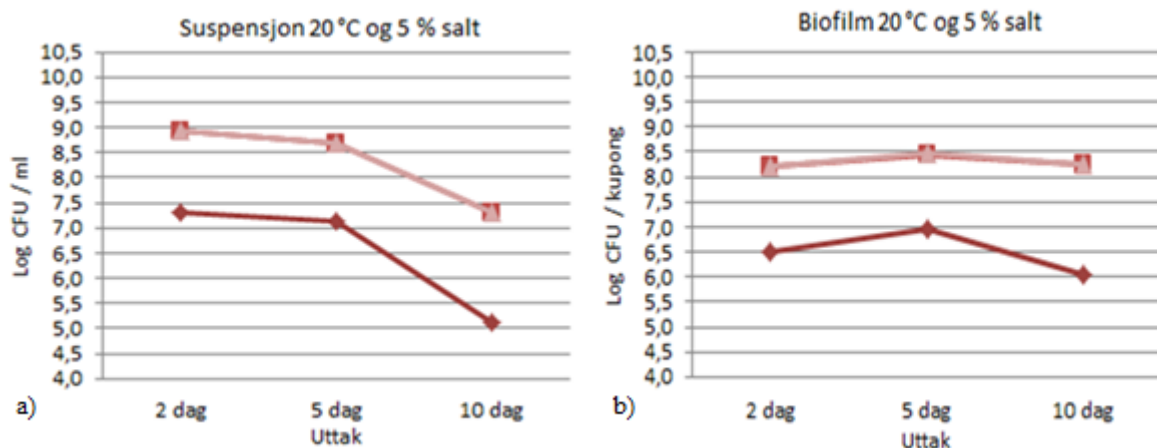 Suspensjon 20 °C og 5 % salt
Log CFU / ml
10,5
10,0
9,5
9,0
8,5
8,0
7,5
7,0
6,5
6,0
5,5
5,0
4,5
4,0
2 dag 5 dag 10 dag
Uttak
a)
Biofilm 20 °C og 5 % salt
Log CFU / kupong
10,5
10,0
9,5
9,0
8,5
8,0
7,5
7,0
6,5
6,0
5,5
5,0
4,5
4,0
2 dag 5 dag 10 dag
Uttak
b)